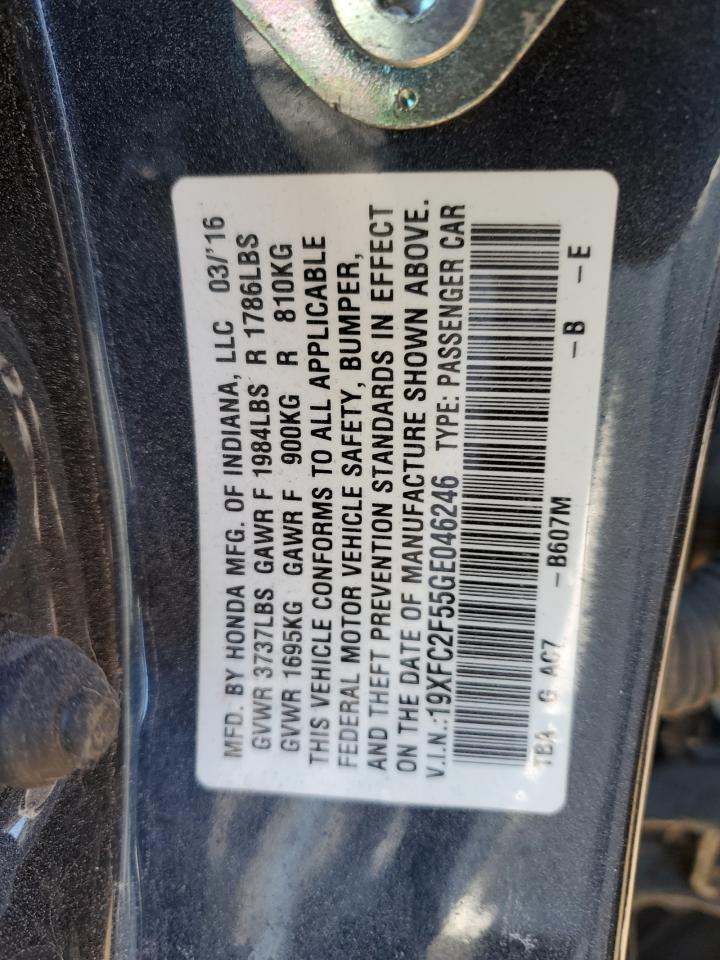 MFD. BY HONDA MFG. OF INDIANA, LLC 03/'16
GVWR 3737LBS GAWR F 1984LBS R 1786LBS
GVWR 1695KG GAWR F 900KG R 810KG
THIS VEHICLE CONFORMS TO ALL APPLICABLE
FEDERAL MOTOR VEHICLE SAFETY, BUMPER,
AND THEFT PREVENTION STANDARDS IN EFFECT
ON THE DATE OF MANUFACTURE SHOWN ABOVE.
V.I.N.:19XFC2F55GE046246 TYPE: PASSENGER CAR
TBA G AC7 -B607M -B -E